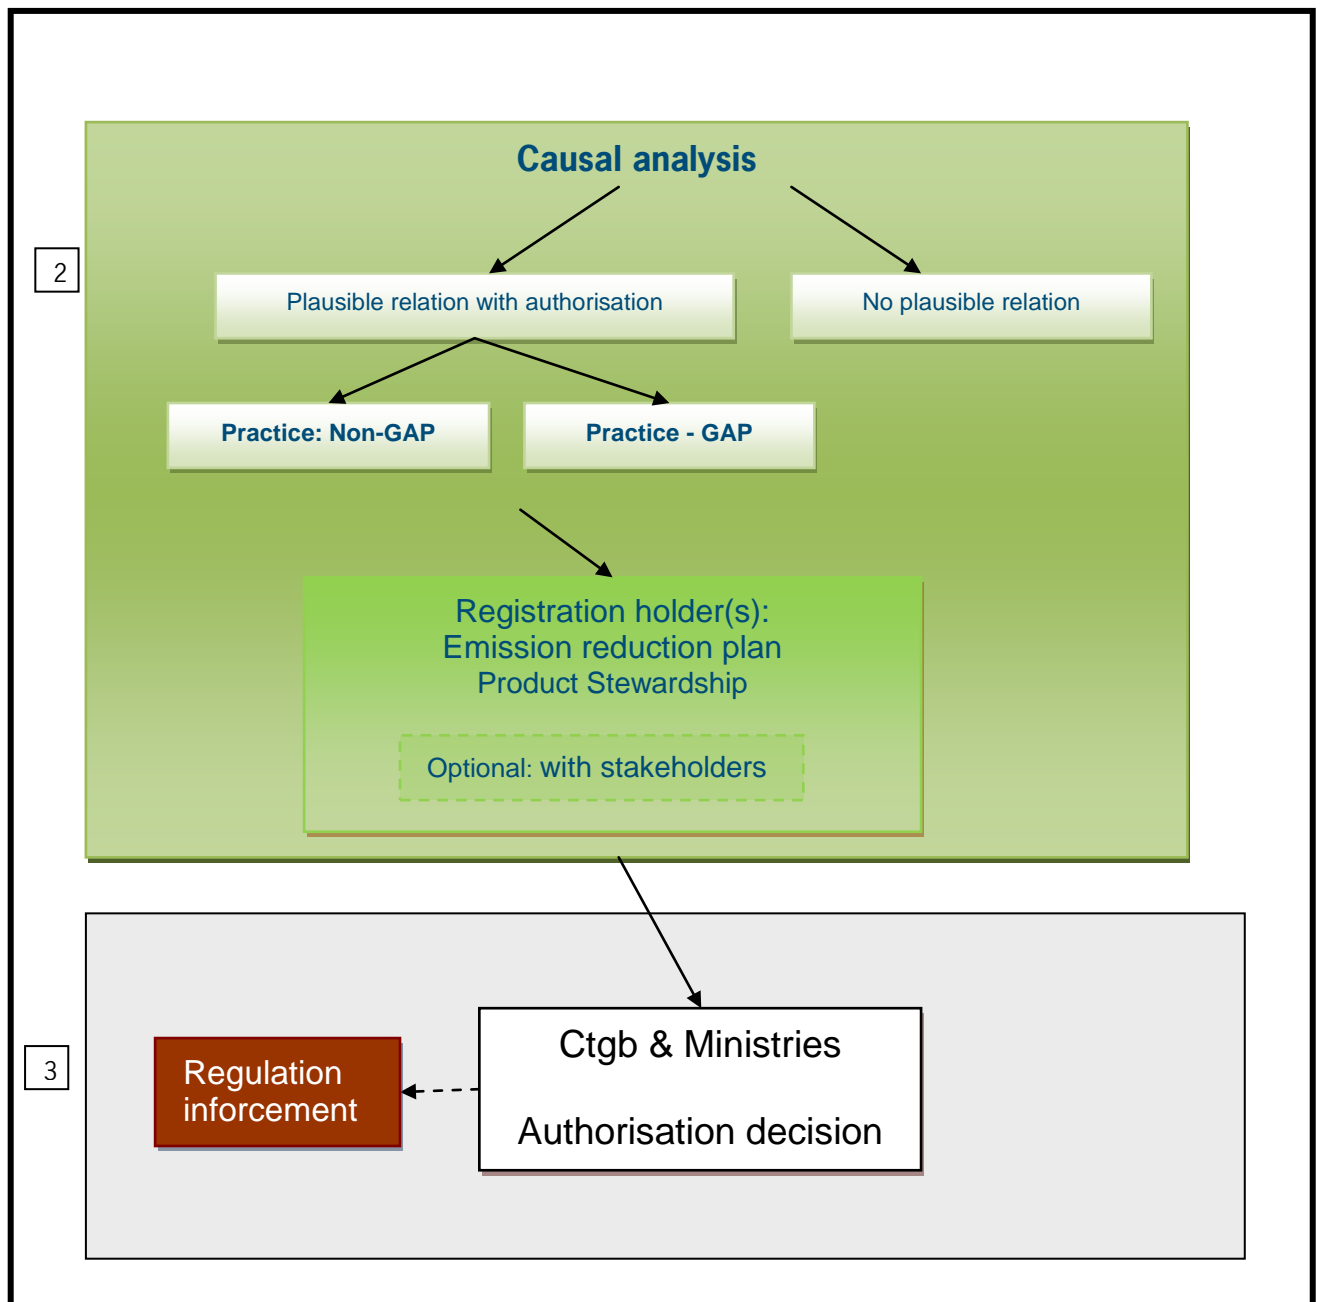 Causal analysis
2
Plausible relation with authorisation
No plausible relation
Practice: Non-GAP
Practice - GAP
Registration holder(s):
Emission reduction plan
Product Stewardship
Optional: with stakeholders
3
Ctgb & Ministries
Regulation
inforcement
Authorisation decision